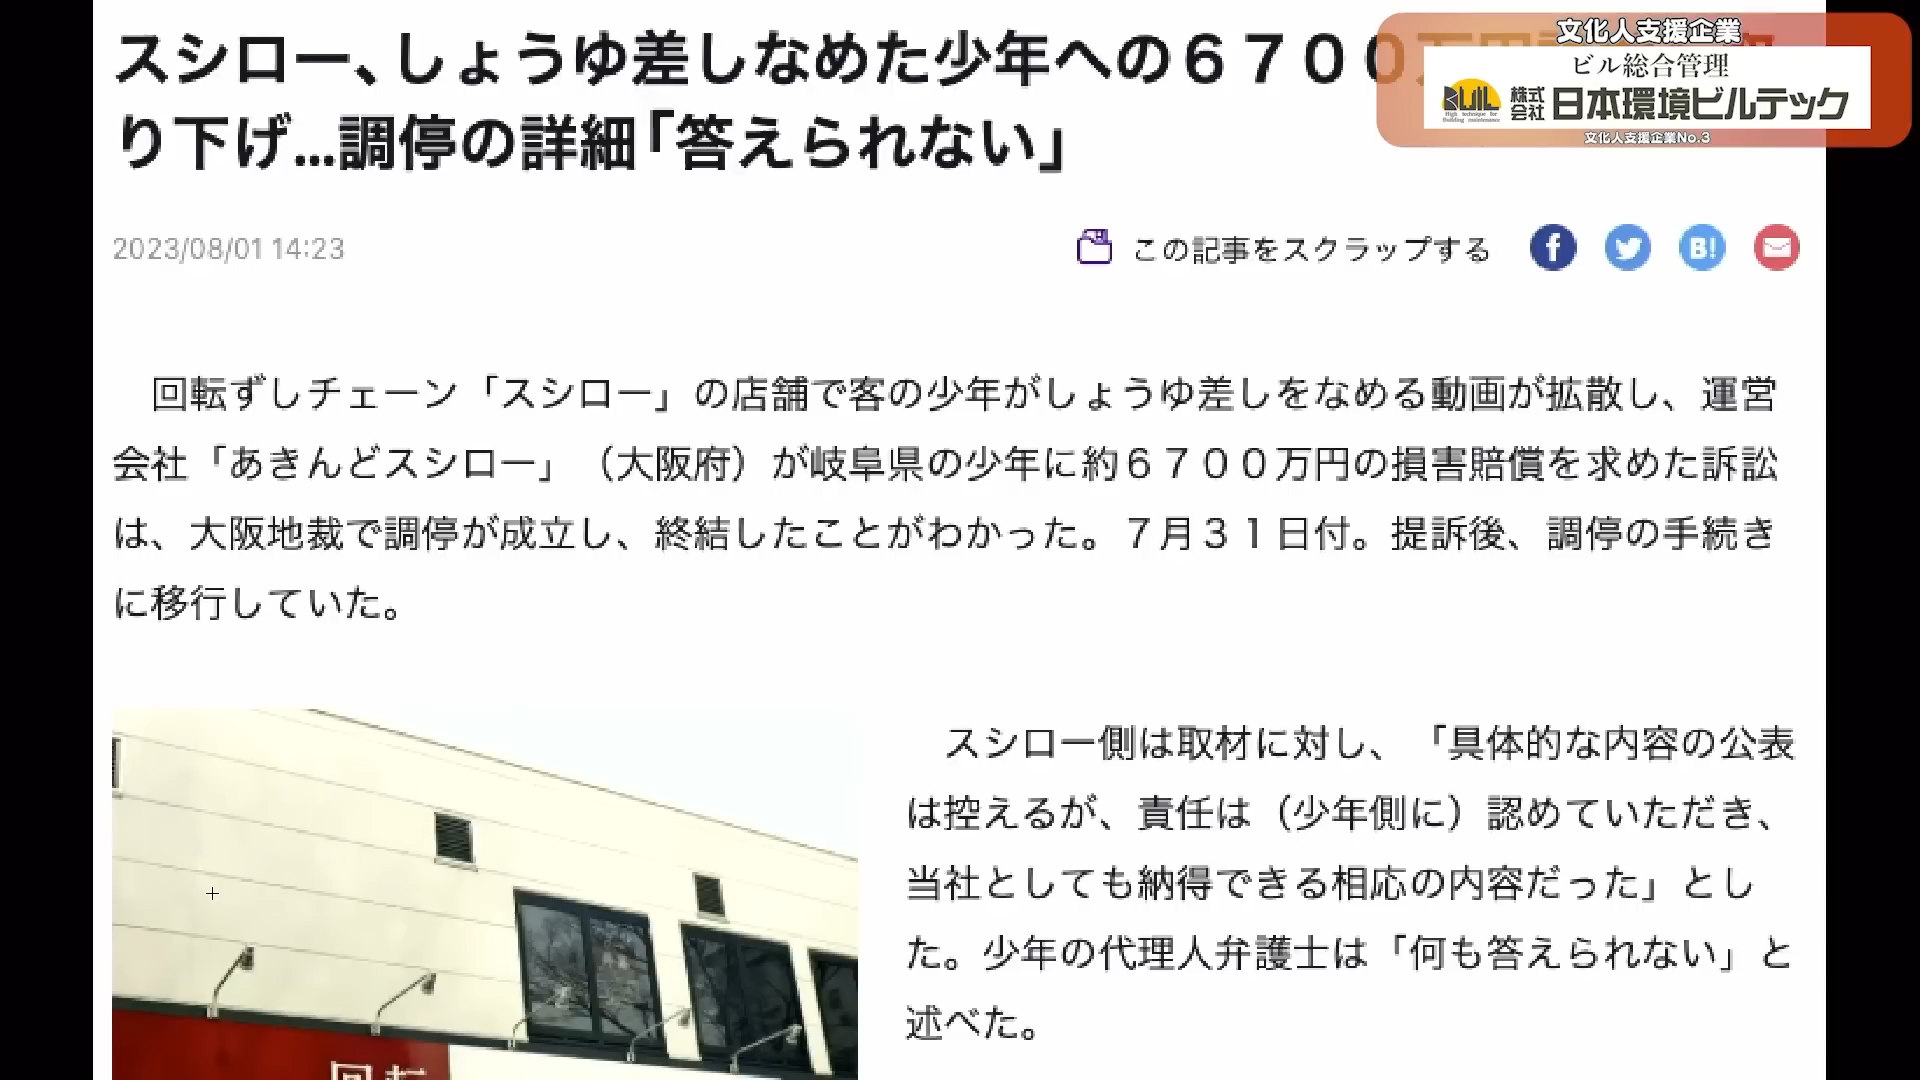 スシロー、しょうゆ差しなめた少年への６７００
り下げ…調停の詳細「答えられない」
文化人支援企業
ビル総合管理
BUIL
High technique for
Building maintenance
株式会社 日本環境ビルテック
文化人支援企業No.3
2023/08/01 14:23
この記事をスクラップする
f
B!
回転ずしチェーン「スシロー」の店舗で客の少年がしょうゆ差しをなめる動画が拡散し、運営
会社「あきんどスシロー」（大阪府）が岐阜県の少年に約６７００万円の損害賠償を求めた訴訟
は、大阪地裁で調停が成立し、終結したことがわかった。７月３１日付。提訴後、調停の手続き
に移行していた。
スシロー側は取材に対し、「具体的な内容の公表
は控えるが、責任は（少年側に）認めていただき、
当社としても納得できる相応の内容だった」とし
た。少年の代理人弁護士は「何も答えられない」と
述べた。
回転